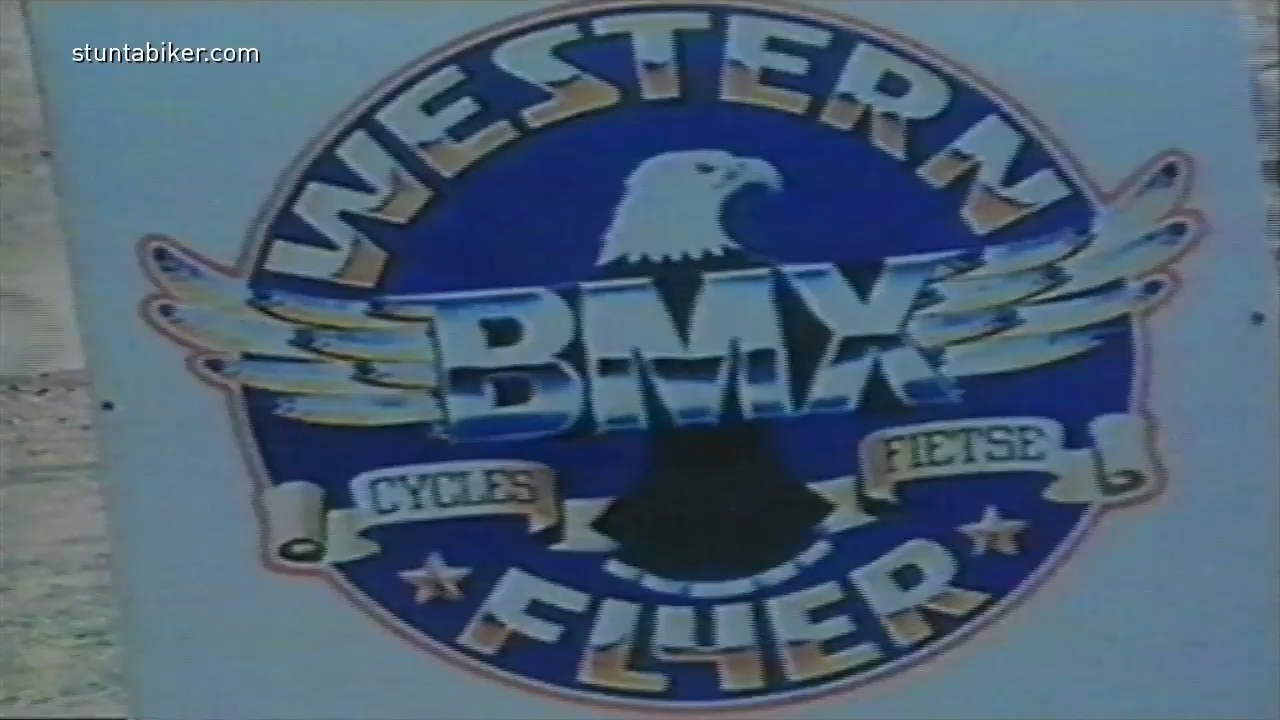 stuntabiker.com
WESTERN
BMX
CYCLES
FIETSE
FLYER